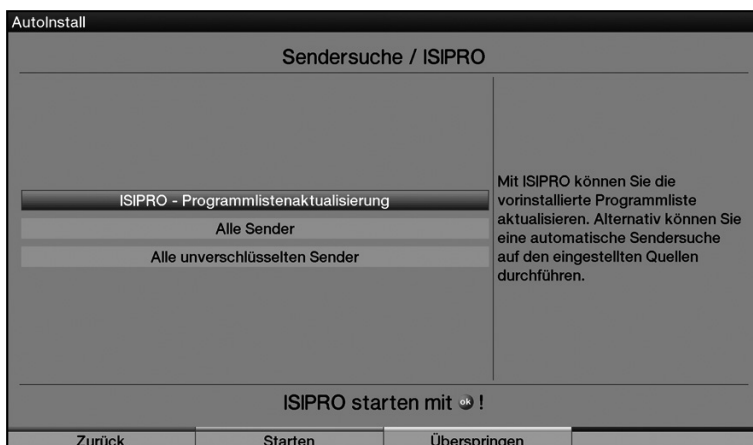 AutoInstall
Sendersuche / ISIPRO
ISIPRO - Programmlistenaktualisierung
Alle Sender
Alle unverschlüsselten Sender
Mit ISIPRO können Sie die
vorinstallierte Programmliste
aktualisieren. Alternativ können Sie
eine automatische Sendersuche
auf den eingestellten Quellen
durchführen.
ISIPRO starten mit ok !
Zurück Starten Überspringen